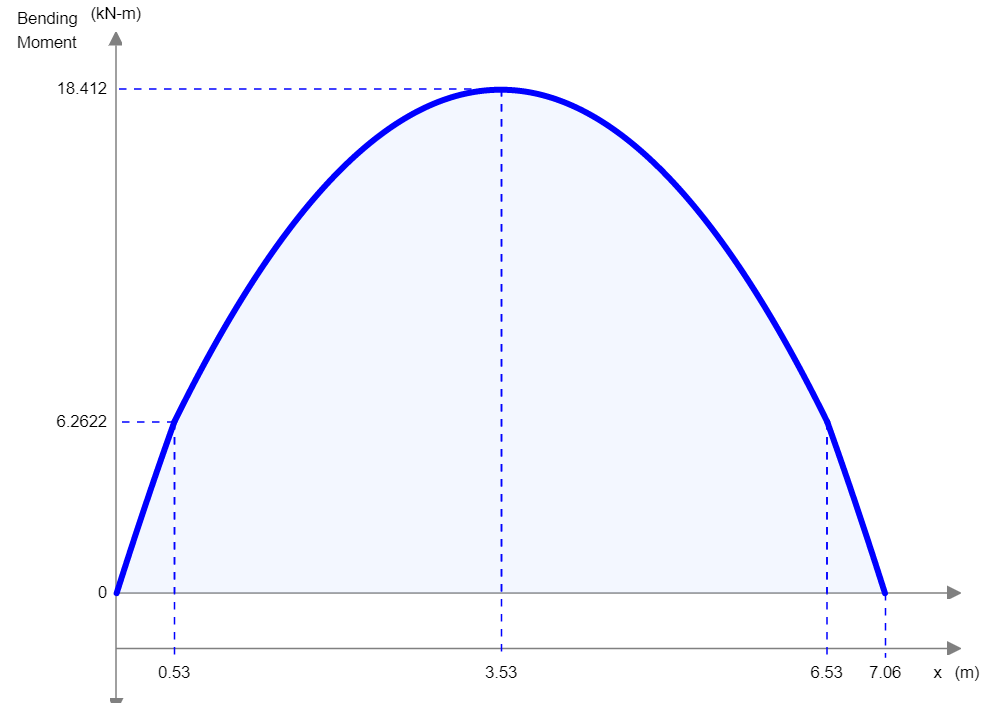 Bending (kN-m)
Moment
18.412
6.2622
0
0.53 3.53 6.53 7.06 x (m)